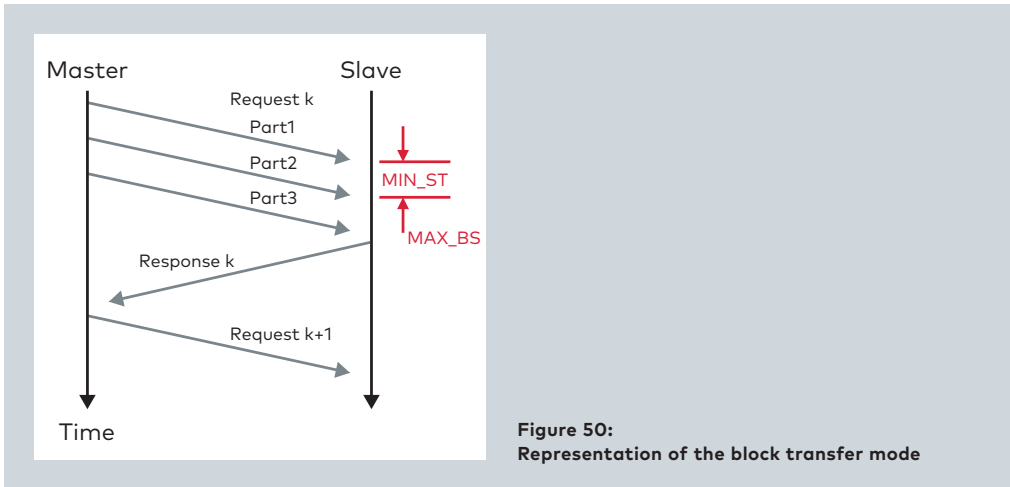 Master
Slave
Request k
Part1
Part2
MIN_ST
Part3
MAX_BS
Response k
Request k+1
Time
Figure 50:
Representation of the block transfer mode